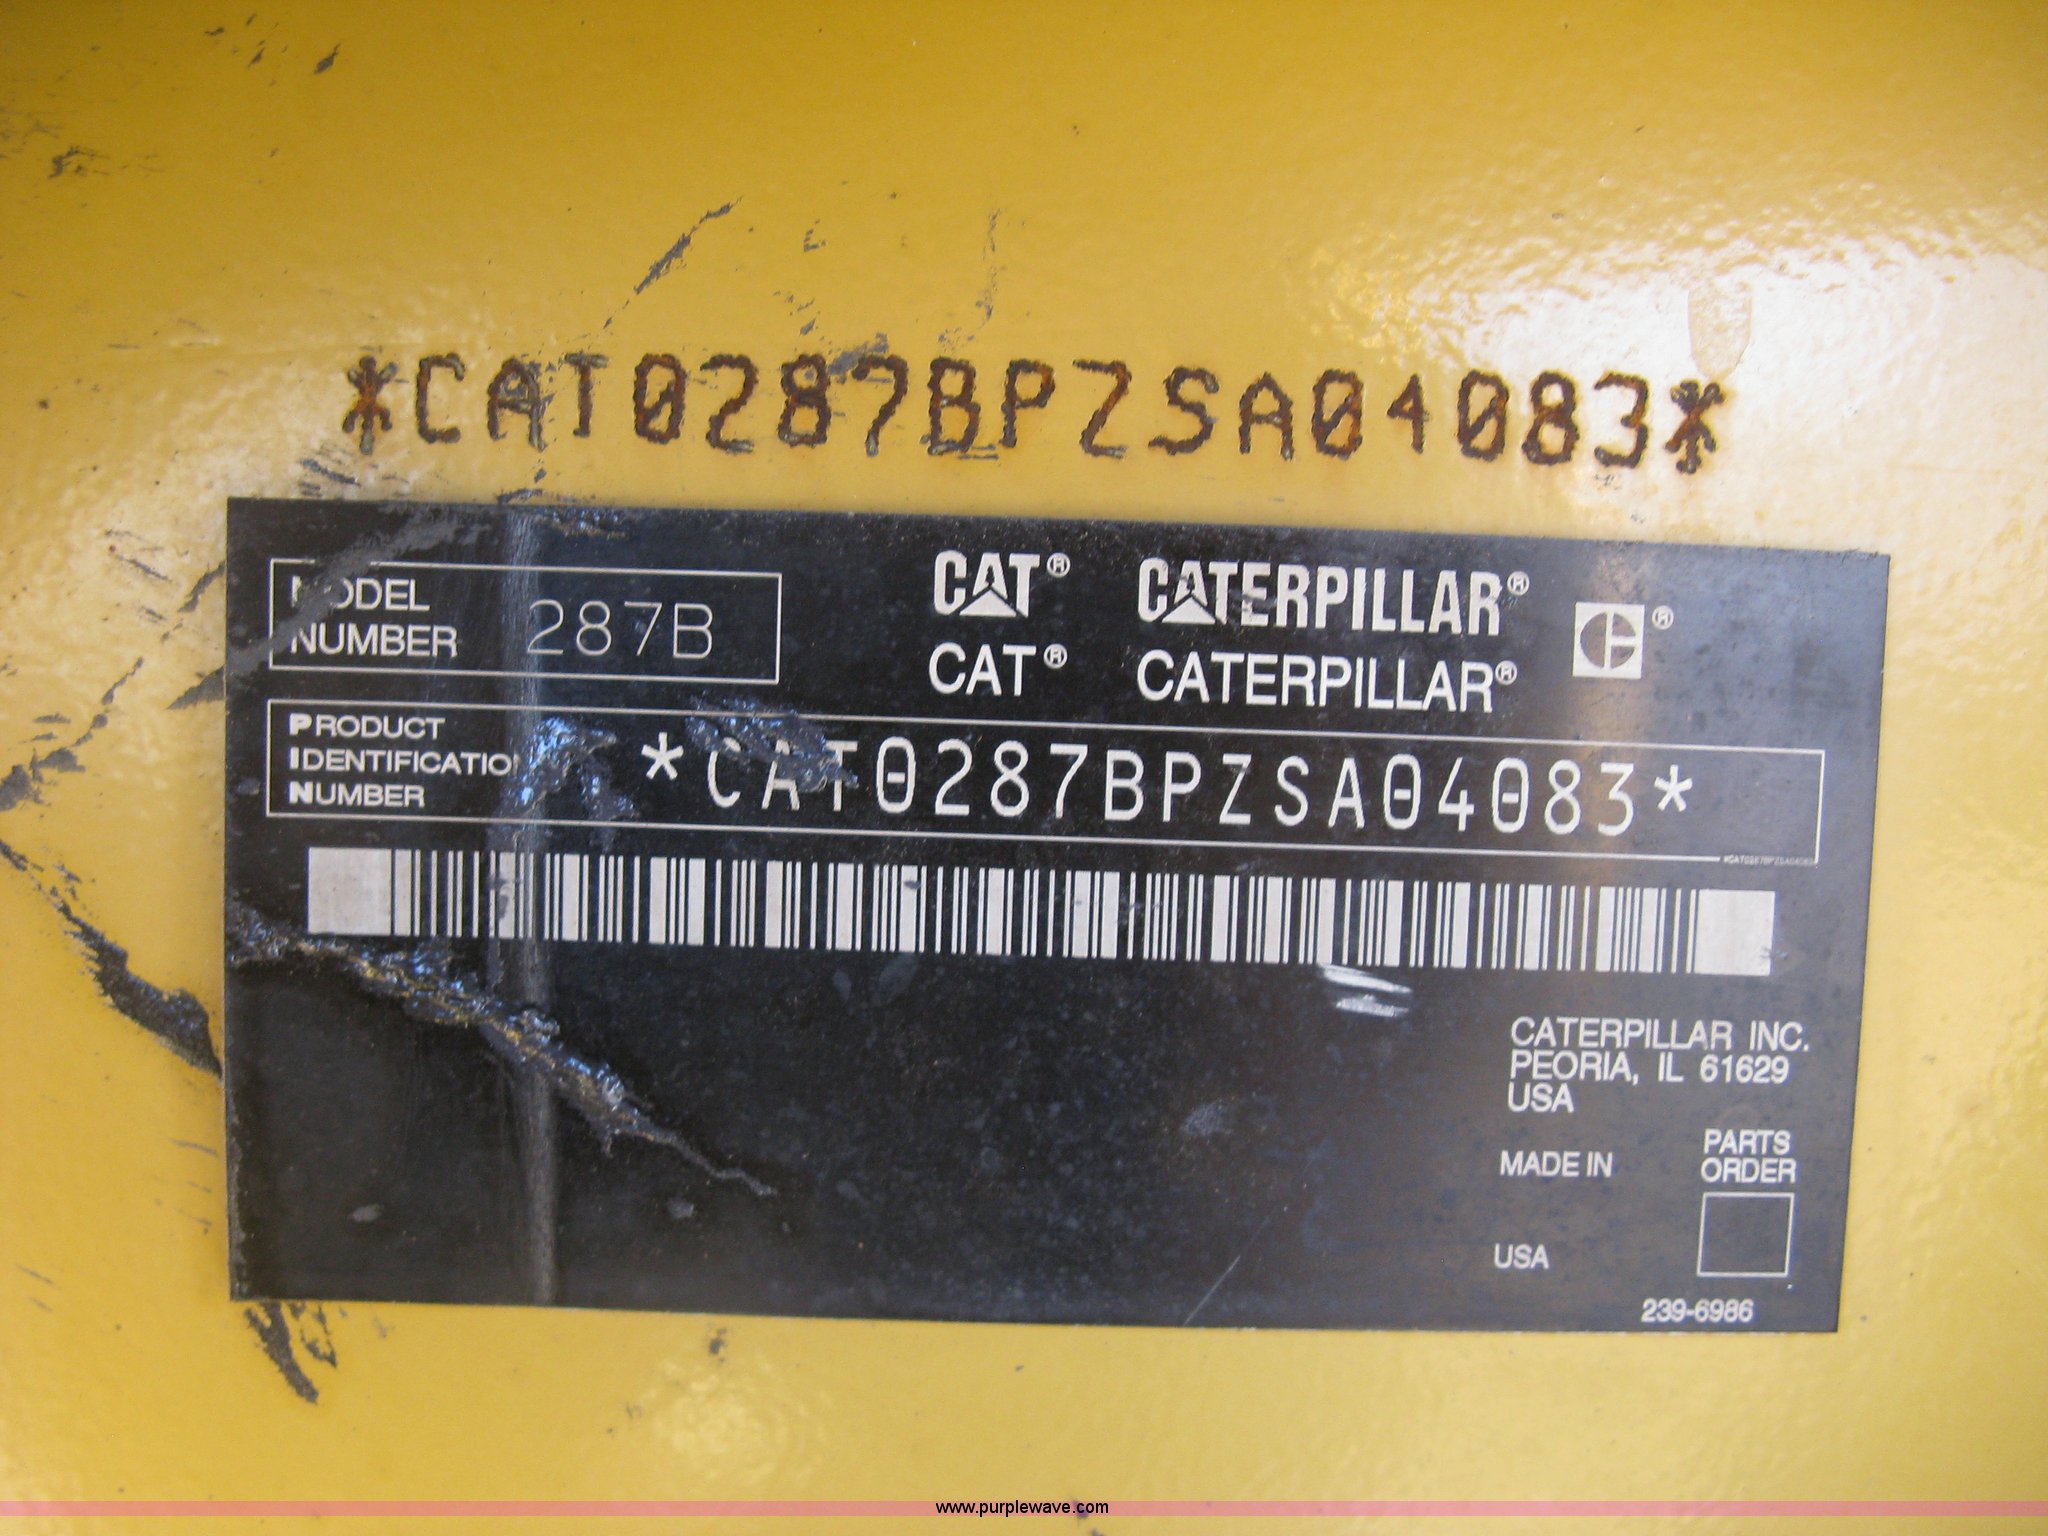 *CAT0287BPZSA04083*
MODEL
NUMBER 287B
CAT® CATERPILLAR®
CAT® CATERPILLAR®
PRODUCT
IDENTIFICATION
NUMBER
*CAT0287BPZSA04083*
*CAT0287BPZSA04083
CATERPILLAR INC.
PEORIA, IL 61629
USA
MADE IN
USA
PARTS
ORDER
239-6986
www.purplewave.com